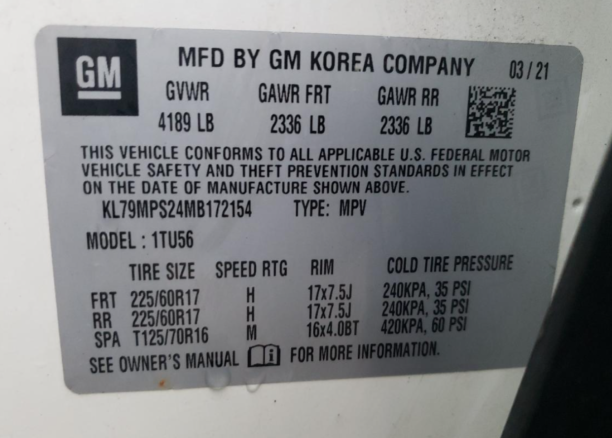 GM MFD BY GM KOREA COMPANY 03 / 21
GVWR GAWR FRT GAWR RR
4189 LB 2336 LB 2336 LB
THIS VEHICLE CONFORMS TO ALL APPLICABLE U.S. FEDERAL MOTOR
VEHICLE SAFETY AND THEFT PREVENTION STANDARDS IN EFFECT
ON THE DATE OF MANUFACTURE SHOWN ABOVE.
KL79MPS24MB172154 TYPE: MPV
MODEL : 1TU56
TIRE SIZE SPEED RTG RIM COLD TIRE PRESSURE
FRT 225/60R17 H 17x7.5J 240KPA, 35 PSI
RR 225/60R17 H 17x7.5J 240KPA, 35 PSI
SPA T125/70R16 M 16x4.0BT 420KPA, 60 PSI
SEE OWNER'S MANUAL FOR MORE INFORMATION.